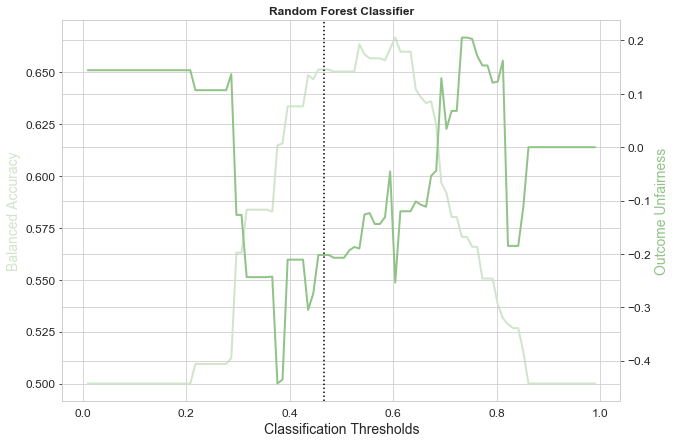 Random Forest Classifier
0.650
0.625
0.600
0.575
0.550
0.525
0.500
Balanced Accuracy
0.2
0.1
0.0
−0.1
−0.2
−0.3
−0.4
Outcome Unfairness
0.0 0.2 0.4 0.6 0.8 1.0
Classification Thresholds